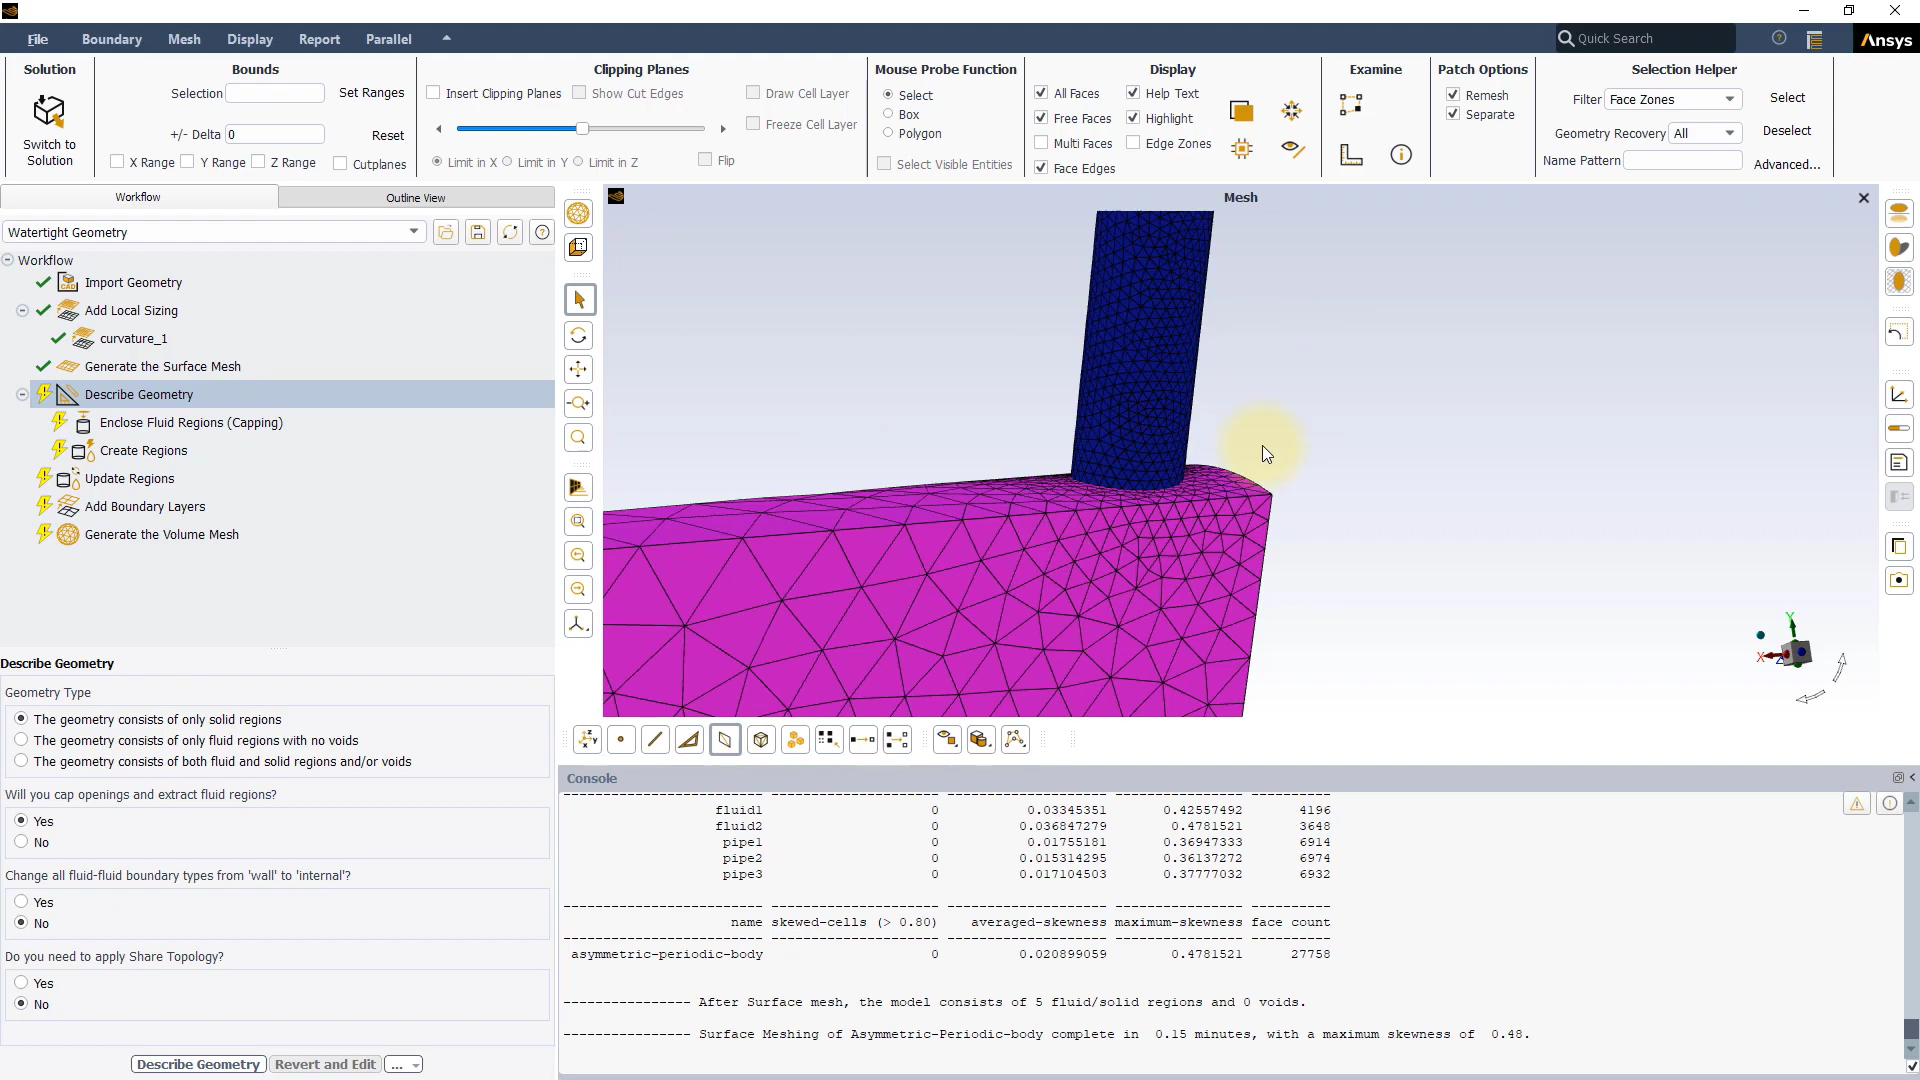 File Boundary Mesh Display Report Parallel Quick Search Ansys
Solution
Switch to
Solution
Bounds
Selection Set Ranges
+/- Delta 0 Reset
X Range Y Range Z Range Cutplanes
Clipping Planes
Insert Clipping Planes Show Cut Edges Draw Cell Layer
Freeze Cell Layer
Limit in X Limit in Y Limit in Z Flip
Mouse Probe Function
Select
Box
Polygon
Select Visible Entities
Display
All Faces Help Text
Free Faces Highlight
Multi Faces Edge Zones
Face Edges
Examine
Patch Options
Remesh
Separate
Selection Helper
Filter Face Zones Select
Geometry Recovery All Deselect
Name Pattern Advanced...
Workflow Outline View
Watertight Geometry
Workflow
Import Geometry
Add Local Sizing
curvature_1
Generate the Surface Mesh
Describe Geometry
Enclose Fluid Regions (Capping)
Create Regions
Update Regions
Add Boundary Layers
Generate the Volume Mesh
Describe Geometry
Geometry Type
The geometry consists of only solid regions
The geometry consists of only fluid regions with no voids
The geometry consists of both fluid and solid regions and/or voids
Will you cap openings and extract fluid regions?
Yes
No
Change all fluid-fluid boundary types from 'wall' to 'internal'?
Yes
No
Do you need to apply Share Topology?
Yes
No
Describe Geometry Revert and Edit ...
Mesh
Y
X
Console
fluid1 0 0.03345351 0.42557492 4196
fluid2 0 0.036847279 0.4781521 3648
pipe1 0 0.01755181 0.36947333 6914
pipe2 0 0.015314295 0.36137272 6974
pipe3 0 0.017104503 0.37777032 6932
name skewed-cells (> 0.80) averaged-skewness maximum-skewness face count
asymmetric-periodic-body 0 0.020899059 0.4781521 27758
---------------- After Surface mesh, the model consists of 5 fluid/solid regions and 0 voids.
---------------- Surface Meshing of Asymmetric-Periodic-body complete in 0.15 minutes, with a maximum skewness of 0.48.